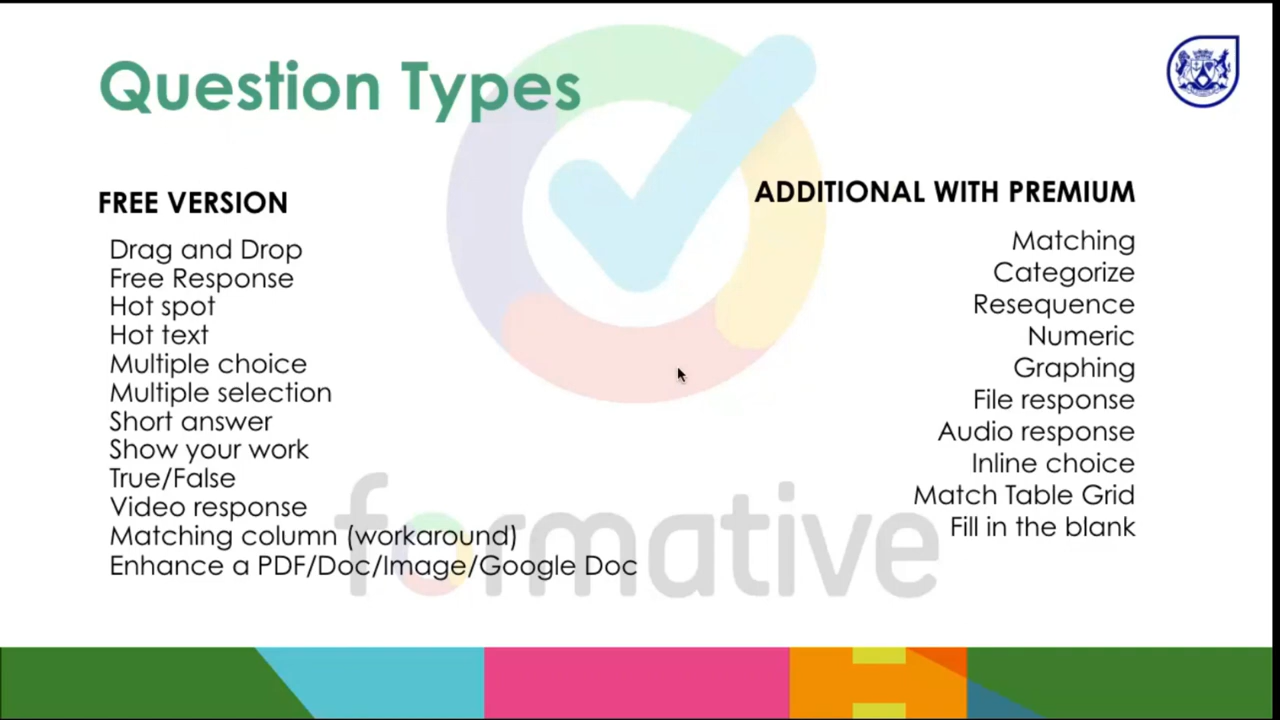 Question Types
FREE VERSION
Drag and Drop
Free Response
Hot spot
Hot text
Multiple choice
Multiple selection
Short answer
Show your work
True/False
Video response
Matching column (workaround)
Enhance a PDF/Doc/Image/Google Doc
ADDITIONAL WITH PREMIUM
Matching
Categorize
Resequence
Numeric
Graphing
File response
Audio response
Inline choice
Match Table Grid
Fill in the blank
formative